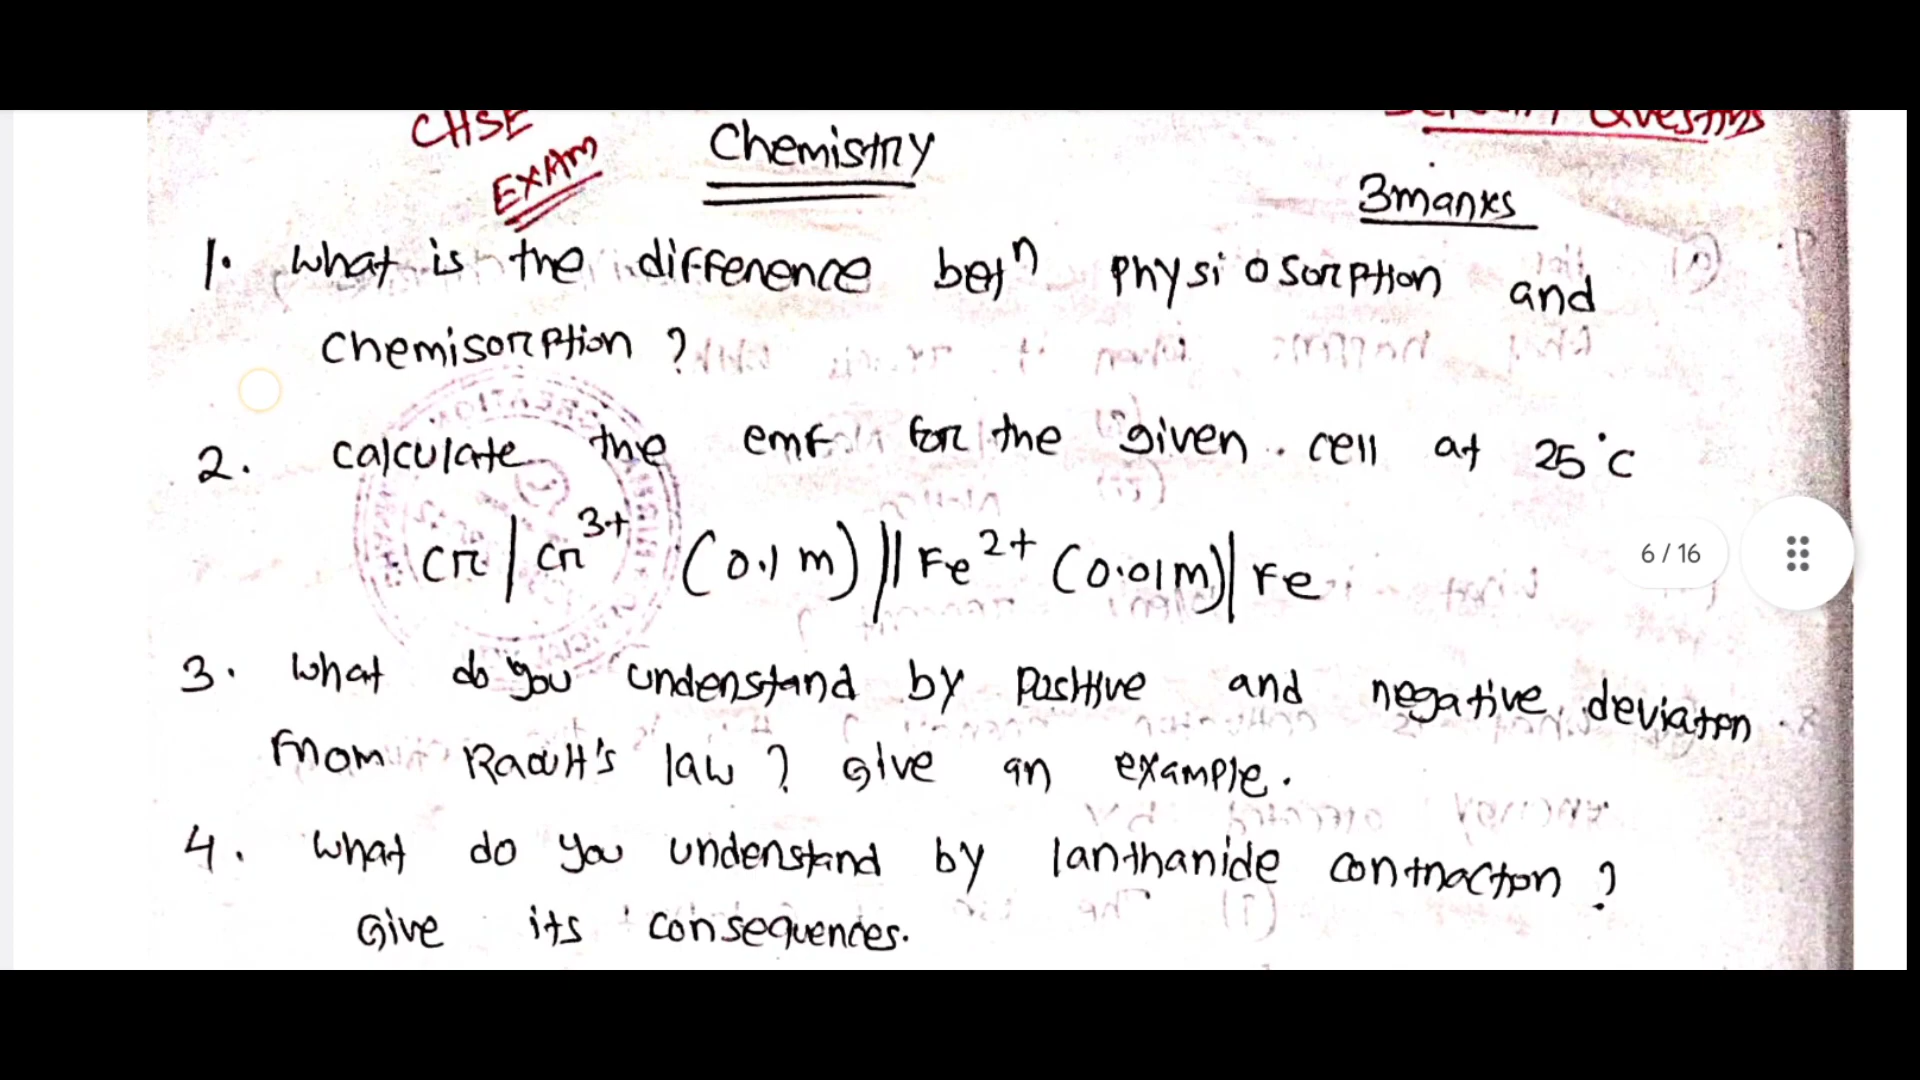 CHSE
EXAM
Chemistry
Questions
3marks
1. What is the difference betⁿ physiosorption and
chemisorption ?
2. calculate the emf for the given cell at 25°c
Cr | Cr³⁺ (0.1 m) || Fe²⁺ (0.01m) | Fe
3. What do you understand by Positive and negative deviation
from Raoult's law ? Give an example.
4. What do you understand by lanthanide contraction ?
Give its consequences.
6 / 16